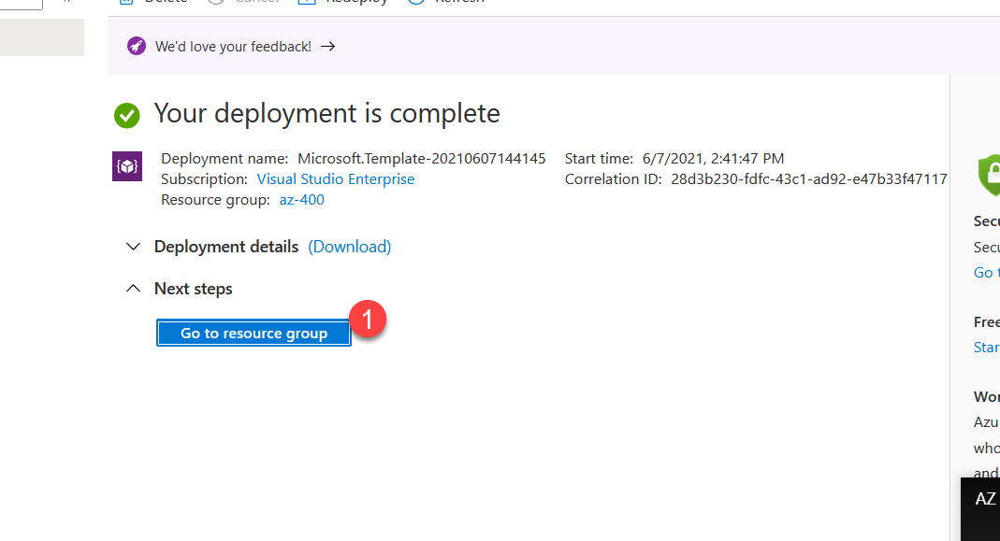 Delete Cancel Redeploy Refresh
We'd love your feedback! →
Your deployment is complete
Deployment name: Microsoft.Template-20210607144145 Start time: 6/7/2021, 2:41:47 PM
Subscription: Visual Studio Enterprise Correlation ID: 28d3b230-fdfc-43c1-ad92-e47b33f47117
Resource group: az-400
Deployment details (Download)
Next steps
Go to resource group
1
Secu
Secu
Go t
Free
Star
Wor
Azu
who
and
AZ